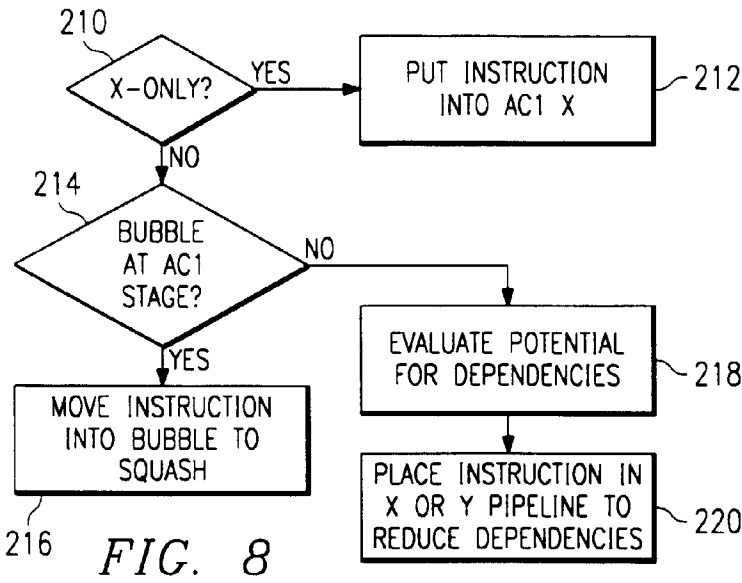 210
X-ONLY?
YES
PUT INSTRUCTION
INTO AC1 X
212
NO
214
BUBBLE
AT AC1
STAGE?
NO
YES
EVALUATE POTENTIAL
FOR DEPENDENCIES
218
MOVE INSTRUCTION
INTO BUBBLE TO
SQUASH
216
PLACE INSTRUCTION IN
X OR Y PIPELINE TO
REDUCE DEPENDENCIES
220
FIG. 8